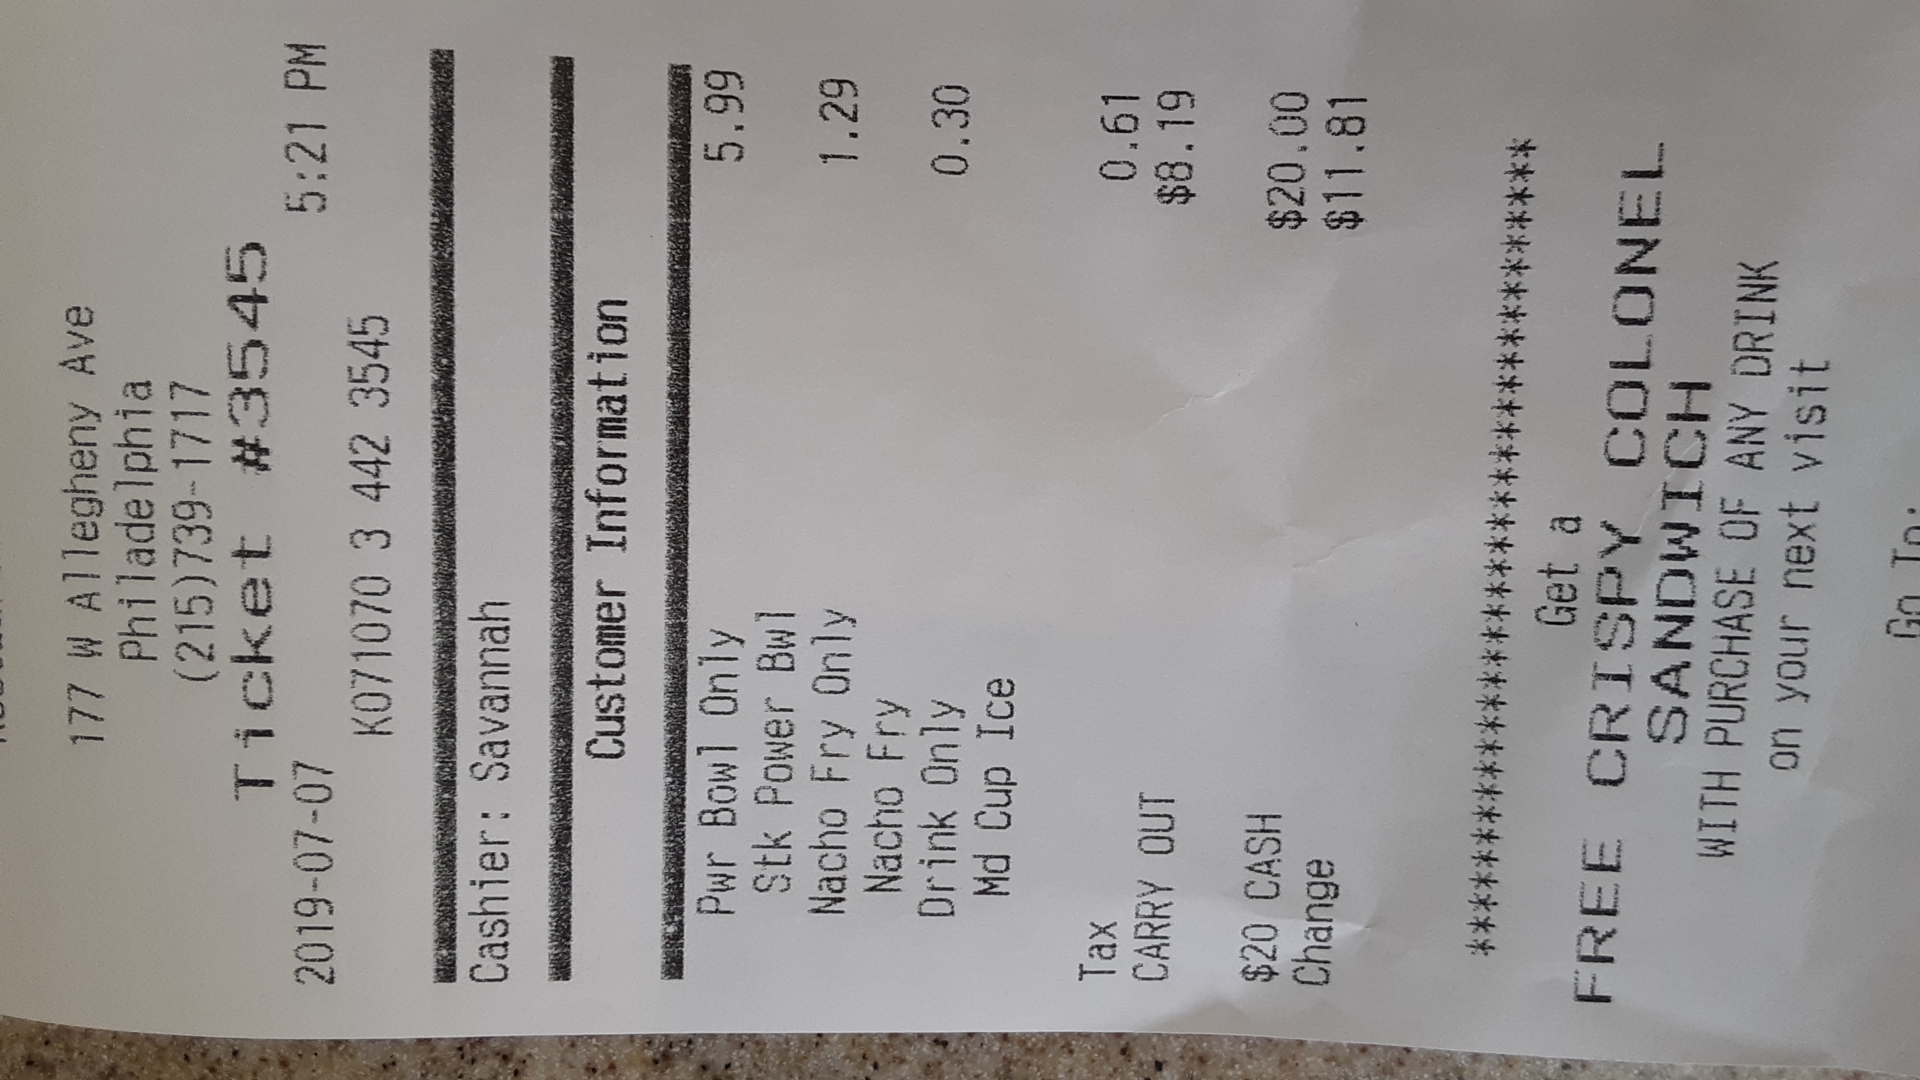 177 W Allegheny Ave
Philadelphia
(215)739-1717
Ticket #3545
2019-07-07 5:21 PM
K071070 3 442 3545
Cashier: Savannah
Customer Information
Pwr Bowl Only 5.99
Stk Power Bwl
Nacho Fry Only 1.29
Nacho Fry
Drink Only 0.30
Md Cup Ice
Tax 0.61
CARRY OUT $8.19
$20 CASH $20.00
Change $11.81
****************************************
Get a
FREE CRISPY COLONEL
SANDWICH
WITH PURCHASE OF ANY DRINK
on your next visit
Go To: